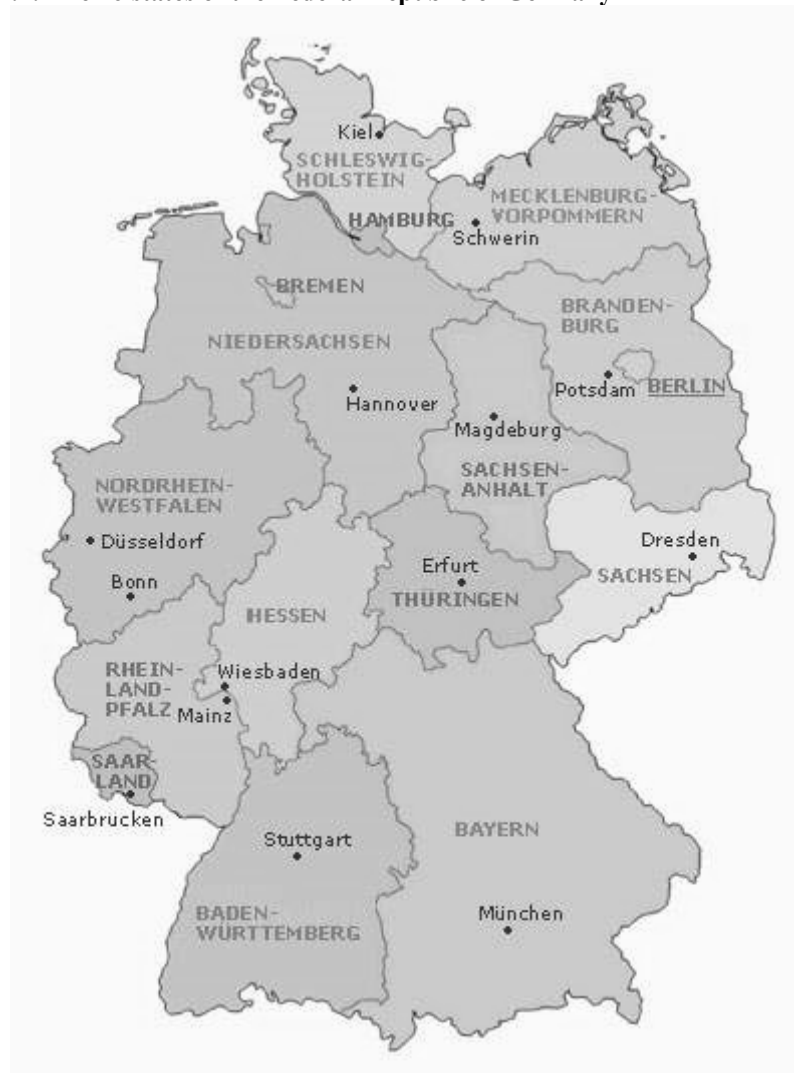 Kiel
SCHLESWIG-
HOLSTEIN
MECKLENBURG-
VORPOMMERN
HAMBURG
Schwerin
BREMEN
BRANDEN-
BURG
NIEDERSACHSEN
Potsdam
BERLIN
Hannover
Magdeburg
SACHSEN-
ANHALT
NORDRHEIN-
WESTFALEN
Düsseldorf
Dresden
Erfurt
Bonn
SACHSEN
THÜRINGEN
HESSEN
RHEIN-
LAND-
PFALZ
Wiesbaden
Mainz
SAAR-
LAND
Saarbrucken
BAYERN
Stuttgart
BADEN-
WÜRTTEMBERG
München